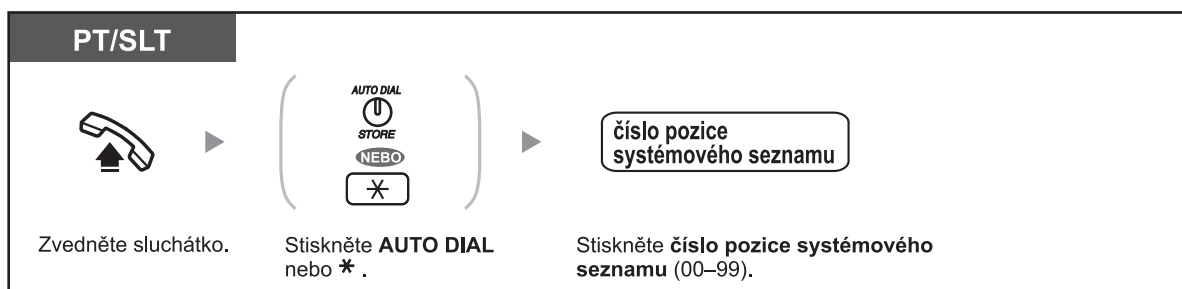 PT/SLT
AUTO DIAL
STORE
NEBO
*
číslo pozice
systémového seznamu
Zvedněte sluchátko.
Stiskněte AUTO DIAL
nebo * .
Stiskněte číslo pozice systémového
seznamu (00–99).